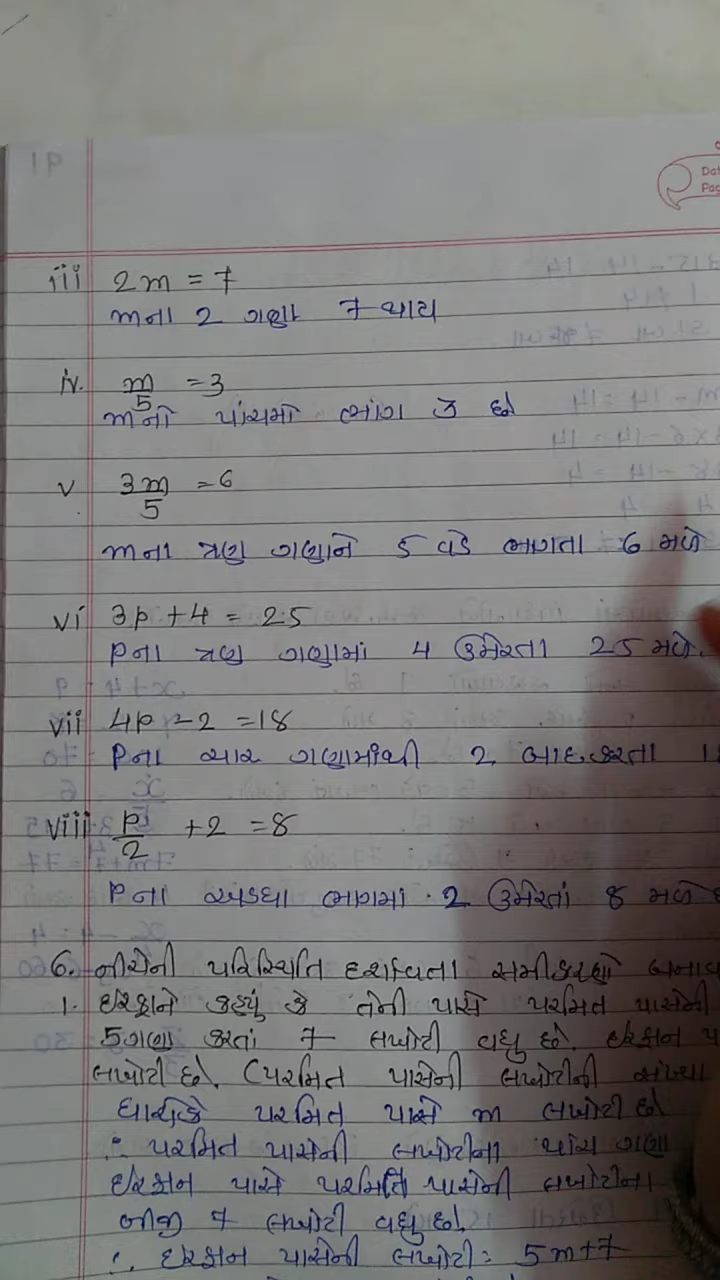 iii 2m = 7
mના 2 ગણા 7 થાય
iv. m/5 = 3
mનો પાંચમો ભાગ 3 છે
v 3m/5 = 6
mના ત્રણ ગણાને 5 વડે ભાગતા 6 મળે
vi 3p + 4 = 25
pના ત્રણ ગણામાં 4 ઉમેરતા 25 મળે.
vii 4p - 2 = 18
pના ચાર ગણામાંથી 2 બાદ કરતા
viii p/2 + 2 = 8
pના અડધા ભાગમાં 2 ઉમેરતાં 8 મળે
6. નીચેની પરિસ્થિતિ દર્શાવતા સમીકરણો
1. ઈરફાને કહ્યું કે તેની પાસે પરમિત પાસેની
5ગણા કરતાં 7 લખોટી વધુ છે. ઈરફાન
લખોટી છે. (પરમિત પાસેની લખોટીની સંખ્યા
ધારોકે પરમિત પાસે m લખોટી છે
∴ પરમિત પાસેની લખોટીના પાંચ ગણા
ઈરફાન પાસે પરમિત પાસેની લખોટીના
બીજી 7 લખોટી વધુ છે.
∴ ઈરફાન પાસેની લખોટી = 5m+7